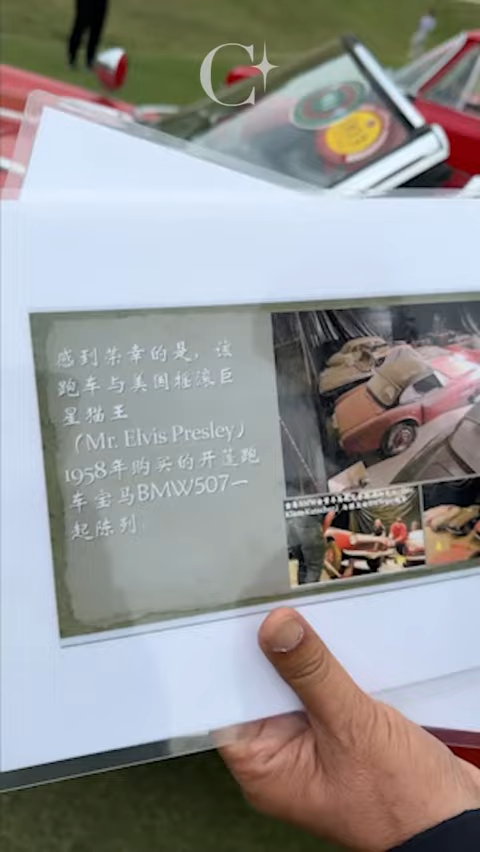 C
感到荣幸的是，该
跑车与美国摇滚巨
星猫王
（Mr. Elvis Presley）
1958年购买的开篷跑
车宝马BMW507一
起陈列